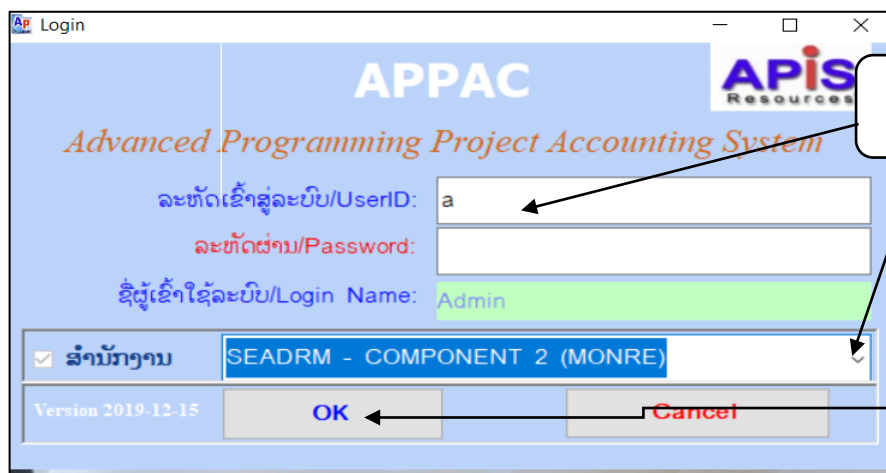 Login
APPAC
APiS
Resources
Advanced Programming Project Accounting System
ລະຫັດເຂົ້າສູ່ລະບົບ/UserID: a
ລະຫັດຜ່ານ/Password:
ຊື່ຜູ້ເຂົ້າໃຊ້ລະບົບ/Login Name: Admin
ສຳນັກງານ SEADRM - COMPONENT 2 (MONRE)
Version 2019-12-15 OK Cancel